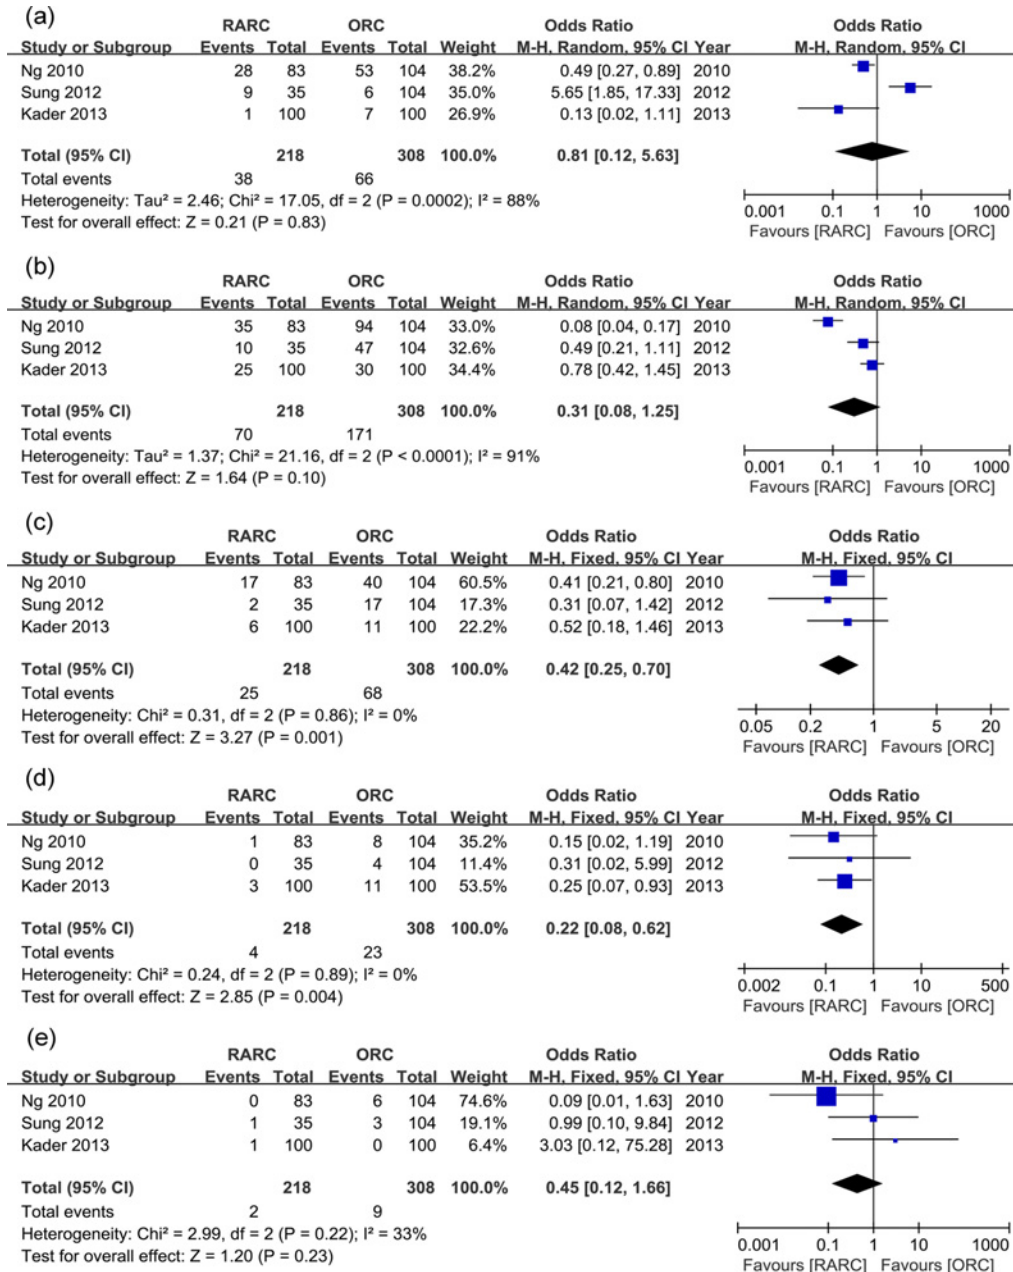 (a)
RARC ORC Odds Ratio Odds Ratio
Study or Subgroup Events Total Events Total Weight M-H, Random, 95% CI Year M-H, Random, 95% CI
Ng 2010 28 83 53 104 38.2% 0.49 [0.27, 0.89] 2010
Sung 2012 9 35 6 104 35.0% 5.65 [1.85, 17.33] 2012
Kader 2013 1 100 7 100 26.9% 0.13 [0.02, 1.11] 2013
Total (95% CI) 218 308 100.0% 0.81 [0.12, 5.63]
Total events 38 66
Heterogeneity: Tau² = 2.46; Chi² = 17.05, df = 2 (P = 0.0002); I² = 88%
Test for overall effect: Z = 0.21 (P = 0.83)
0.001 0.1 1 10 1000
Favours [RARC] Favours [ORC]
(b)
RARC ORC Odds Ratio Odds Ratio
Study or Subgroup Events Total Events Total Weight M-H, Random, 95% CI Year M-H, Random, 95% CI
Ng 2010 35 83 94 104 33.0% 0.08 [0.04, 0.17] 2010
Sung 2012 10 35 47 104 32.6% 0.49 [0.21, 1.11] 2012
Kader 2013 25 100 30 100 34.4% 0.78 [0.42, 1.45] 2013
Total (95% CI) 218 308 100.0% 0.31 [0.08, 1.25]
Total events 70 171
Heterogeneity: Tau² = 1.37; Chi² = 21.16, df = 2 (P < 0.0001); I² = 91%
Test for overall effect: Z = 1.64 (P = 0.10)
0.001 0.1 1 10 1000
Favours [RARC] Favours [ORC]
(c)
RARC ORC Odds Ratio Odds Ratio
Study or Subgroup Events Total Events Total Weight M-H, Fixed, 95% CI Year M-H, Fixed, 95% CI
Ng 2010 17 83 40 104 60.5% 0.41 [0.21, 0.80] 2010
Sung 2012 2 35 17 104 17.3% 0.31 [0.07, 1.42] 2012
Kader 2013 6 100 11 100 22.2% 0.52 [0.18, 1.46] 2013
Total (95% CI) 218 308 100.0% 0.42 [0.25, 0.70]
Total events 25 68
Heterogeneity: Chi² = 0.31, df = 2 (P = 0.86); I² = 0%
Test for overall effect: Z = 3.27 (P = 0.001)
0.05 0.2 1 5 20
Favours [RARC] Favours [ORC]
(d)
RARC ORC Odds Ratio Odds Ratio
Study or Subgroup Events Total Events Total Weight M-H, Fixed, 95% CI Year M-H, Fixed, 95% CI
Ng 2010 1 83 8 104 35.2% 0.15 [0.02, 1.19] 2010
Sung 2012 0 35 4 104 11.4% 0.31 [0.02, 5.99] 2012
Kader 2013 3 100 11 100 53.5% 0.25 [0.07, 0.93] 2013
Total (95% CI) 218 308 100.0% 0.22 [0.08, 0.62]
Total events 4 23
Heterogeneity: Chi² = 0.24, df = 2 (P = 0.89); I² = 0%
Test for overall effect: Z = 2.85 (P = 0.004)
0.002 0.1 1 10 500
Favours [RARC] Favours [ORC]
(e)
RARC ORC Odds Ratio Odds Ratio
Study or Subgroup Events Total Events Total Weight M-H, Fixed, 95% CI Year M-H, Fixed, 95% CI
Ng 2010 0 83 6 104 74.6% 0.09 [0.01, 1.63] 2010
Sung 2012 1 35 3 104 19.1% 0.99 [0.10, 9.84] 2012
Kader 2013 1 100 0 100 6.4% 3.03 [0.12, 75.28] 2013
Total (95% CI) 218 308 100.0% 0.45 [0.12, 1.66]
Total events 2 9
Heterogeneity: Chi² = 2.99, df = 2 (P = 0.22); I² = 33%
Test for overall effect: Z = 1.20 (P = 0.23)
0.001 0.1 1 10 1000
Favours [RARC] Favours [ORC]